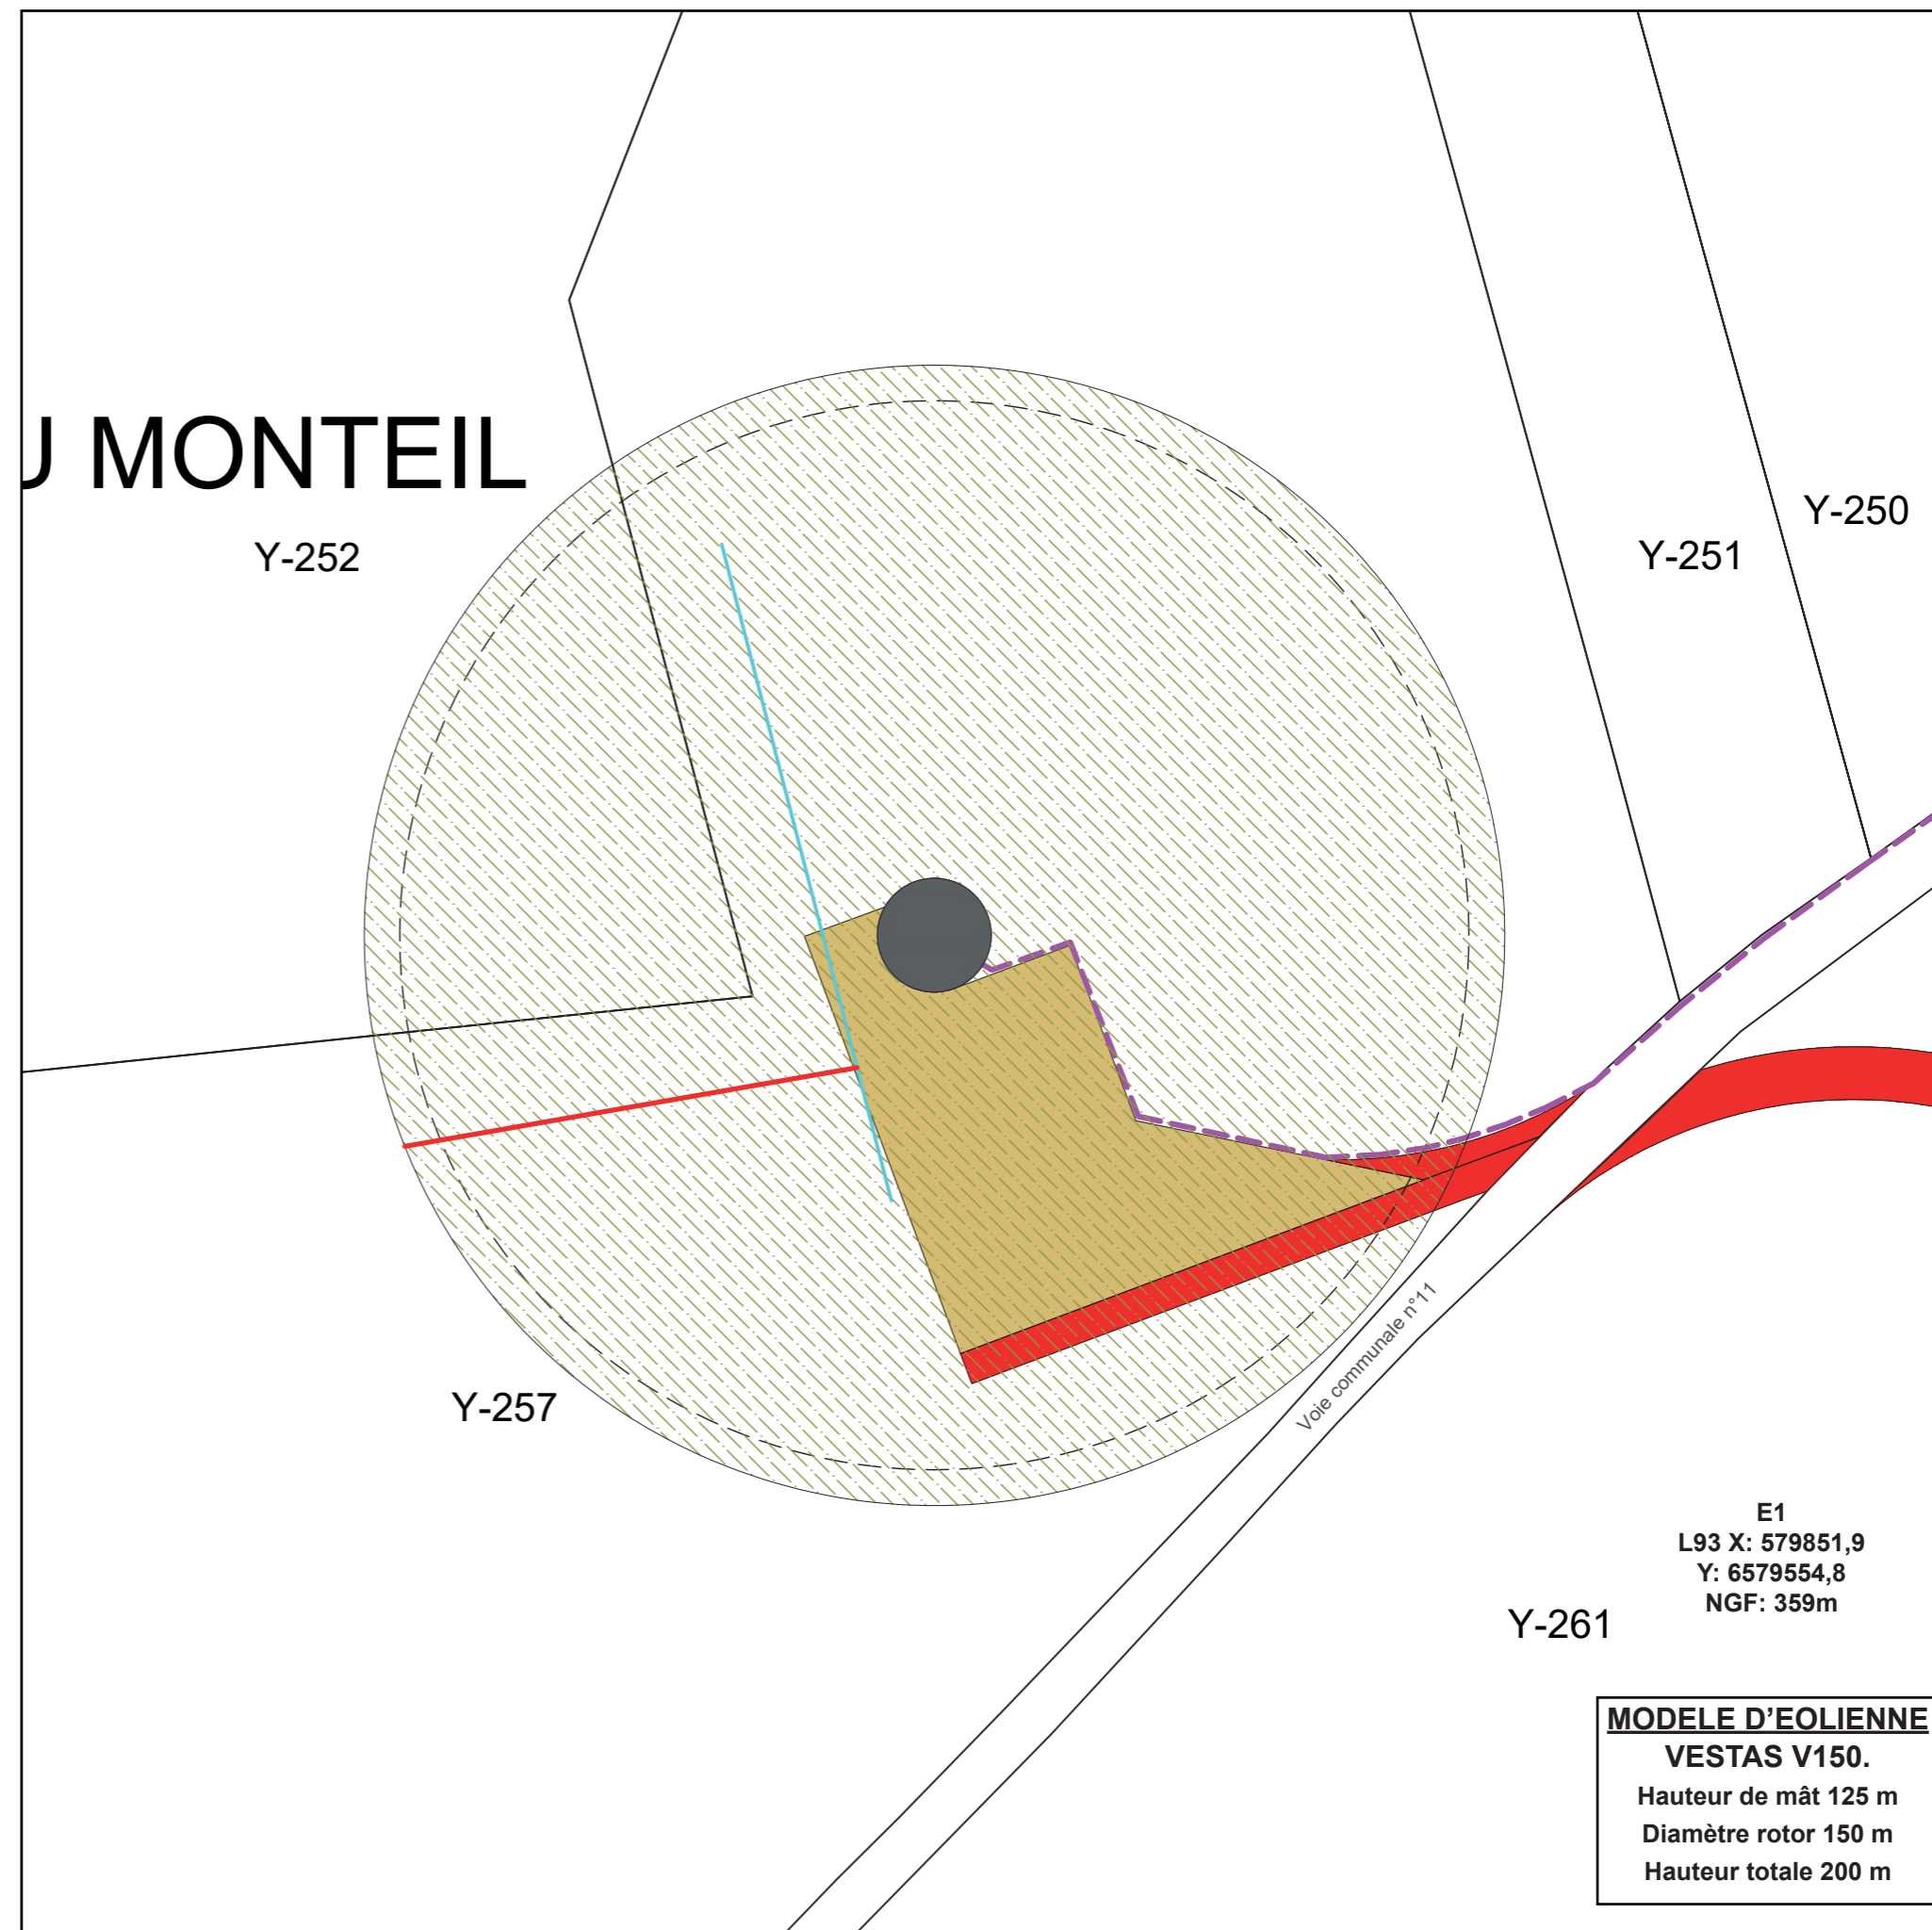 U MONTEIL
Y-252
Y-250
Y-251
Y-257
Voie communale n°11
E1
L93 X: 579851,9
Y: 6579554,8
NGF: 359m
Y-261
MODELE D'EOLIENNE
VESTAS V150.
Hauteur de mât 125 m
Diamètre rotor 150 m
Hauteur totale 200 m